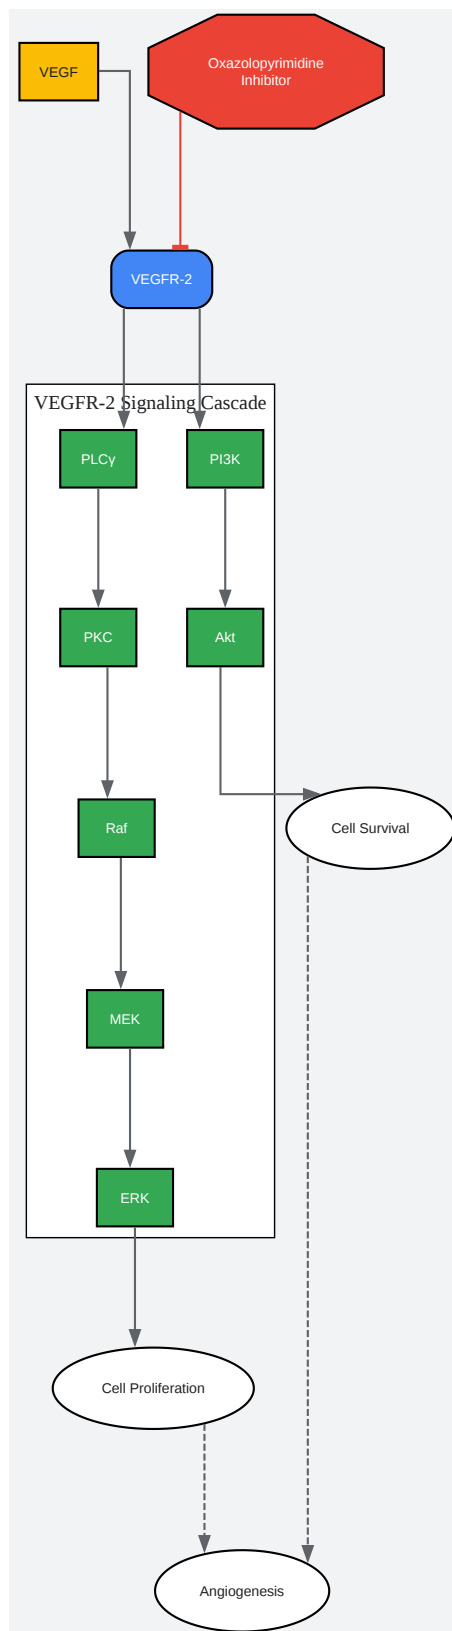 VEGF
Oxazolopyrimidine
Inhibitor
VEGFR-2
VEGFR-2 Signaling Cascade
PLCγ
PI3K
PKC
Akt
Raf
Cell Survival
MEK
ERK
Cell Proliferation
Angiogenesis